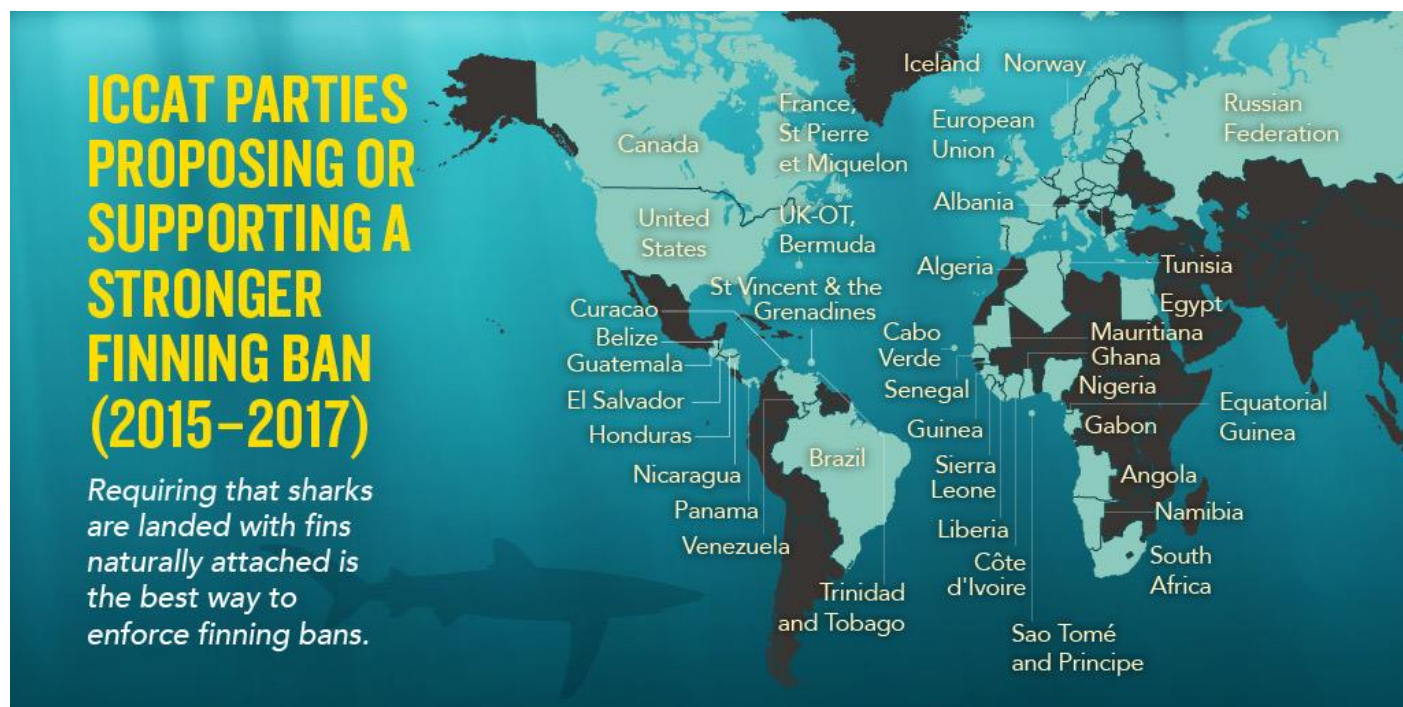 ICCAT PARTIES
PROPOSING OR
SUPPORTING A
STRONGER
FINNING BAN
(2015–2017)
Requiring that sharks
are landed with fins
naturally attached is
the best way to
enforce finning bans.
Canada
United
States
France,
St Pierre
et Miquelon
UK-OT,
Bermuda
St Vincent & the
Grenadines
Curacao
Belize
Guatemala
El Salvador
Honduras
Nicaragua
Panama
Venezuela
Brazil
Trinidad
and Tobago
Iceland
Norway
European
Union
Russian
Federation
Albania
Algeria
Tunisia
Egypt
Cabo
Verde
Mauritiana
Ghana
Senegal
Nigeria
Equatorial
Guinea
Guinea
Gabon
Sierra
Leone
Angola
Liberia
Namibia
Côte
d'Ivoire
South
Africa
Sao Tomé
and Principe